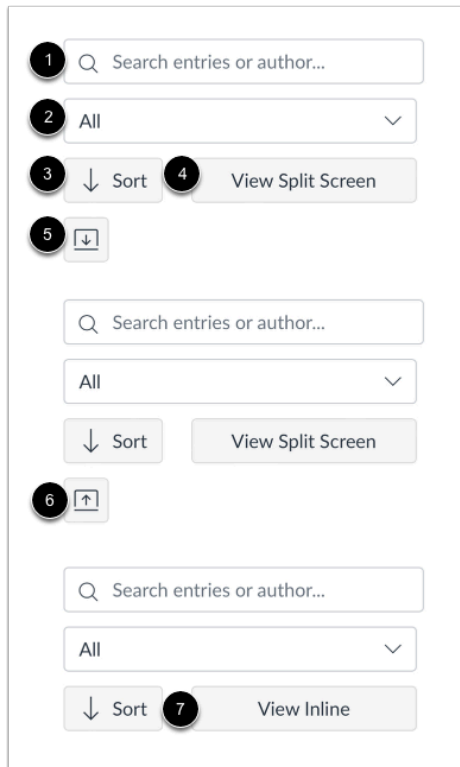 1 Search entries or author...
2 All
3 Sort 4 View Split Screen
5
Search entries or author...
All
Sort View Split Screen
6
Search entries or author...
All
Sort 7 View Inline